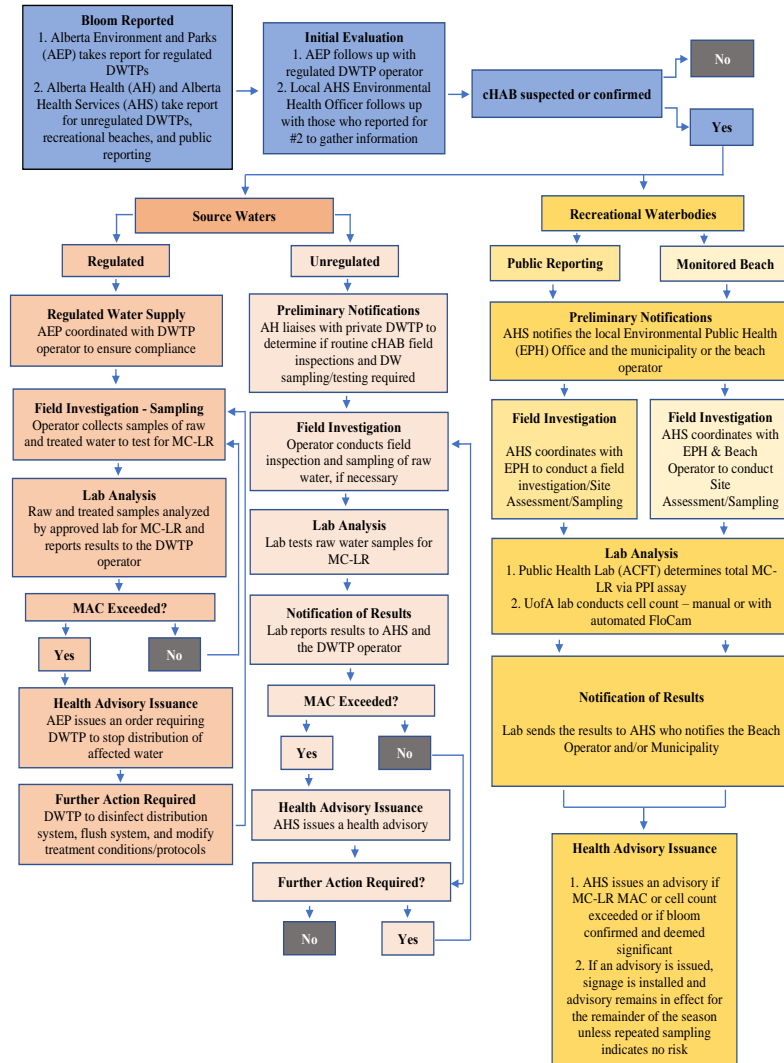 Bloom Reported
1. Alberta Environment and Parks
(AEP) takes report for regulated
DWTPs
2. Alberta Health (AH) and Alberta
Health Services (AHS) take report
for unregulated DWTPs,
recreational beaches, and public
reporting
Initial Evaluation
1. AEP follows up with
regulated DWTP operator
2. Local AHS Environmental
Health Officer follows up
with those who reported for
#2 to gather information
cHAB suspected or confirmed
No
Yes
Source Waters
Regulated
Unregulated
Regulated Water Supply
AEP coordinated with DWTP
operator to ensure compliance
Field Investigation - Sampling
Operator collects samples of raw
and treated water to test for MC-LR
Lab Analysis
Raw and treated samples analyzed
by approved lab for MC-LR and
reports results to the DWTP
operator
MAC Exceeded?
Yes
No
Health Advisory Issuance
AEP issues an order requiring
DWTP to stop distribution of
affected water
Further Action Required
DWTP to disinfect distribution
system, flush system, and modify
treatment conditions/protocols
Preliminary Notifications
AH liaises with private DWTP to
determine if routine cHAB field
inspections and DW
sampling/testing required
Field Investigation
Operator conducts field
inspection and sampling of raw
water, if necessary
Lab Analysis
Lab tests raw water samples for
MC-LR
Notification of Results
Lab reports results to AHS and
the DWTP operator
MAC Exceeded?
Yes
No
Health Advisory Issuance
AHS issues a health advisory
Further Action Required?
No
Yes
Recreational Waterbodies
Public Reporting
Monitored Beach
Preliminary Notifications
AHS notifies the local Environmental Public Health
(EPH) Office and the municipality or the beach
operator
Field Investigation
AHS coordinates with
EPH to conduct a field
investigation/Site
Assessment/Sampling
Field Investigation
AHS coordinates with
EPH & Beach
Operator to conduct
Site
Assessment/Sampling
Lab Analysis
1. Public Health Lab (ACFT) determines total MC-
LR via PPI assay
2. UofA lab conducts cell count – manual or with
automated FloCam
Notification of Results
Lab sends the results to AHS who notifies the Beach
Operator and/or Municipality
Health Advisory Issuance
1. AHS issues an advisory if
MC-LR MAC or cell count
exceeded or if bloom
confirmed and deemed
significant
2. If an advisory is issued,
signage is installed and
advisory remains in effect for
the remainder of the season
unless repeated sampling
indicates no risk